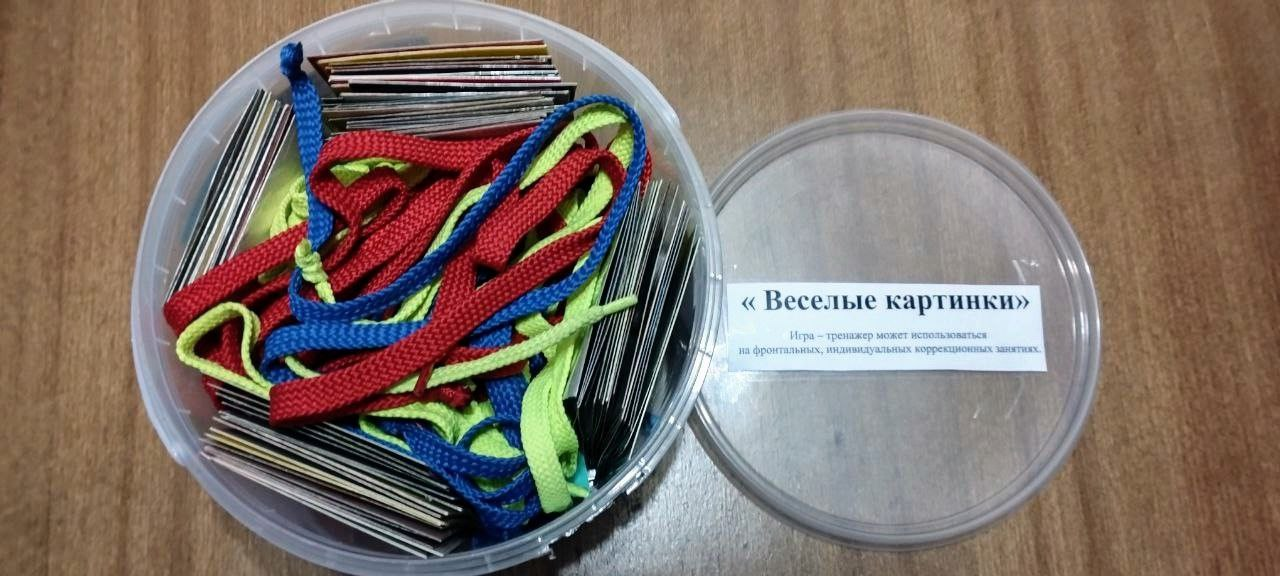 « Веселые картинки»
Игра – тренажер может использоваться
на фронтальных, индивидуальных коррекционных занятиях.